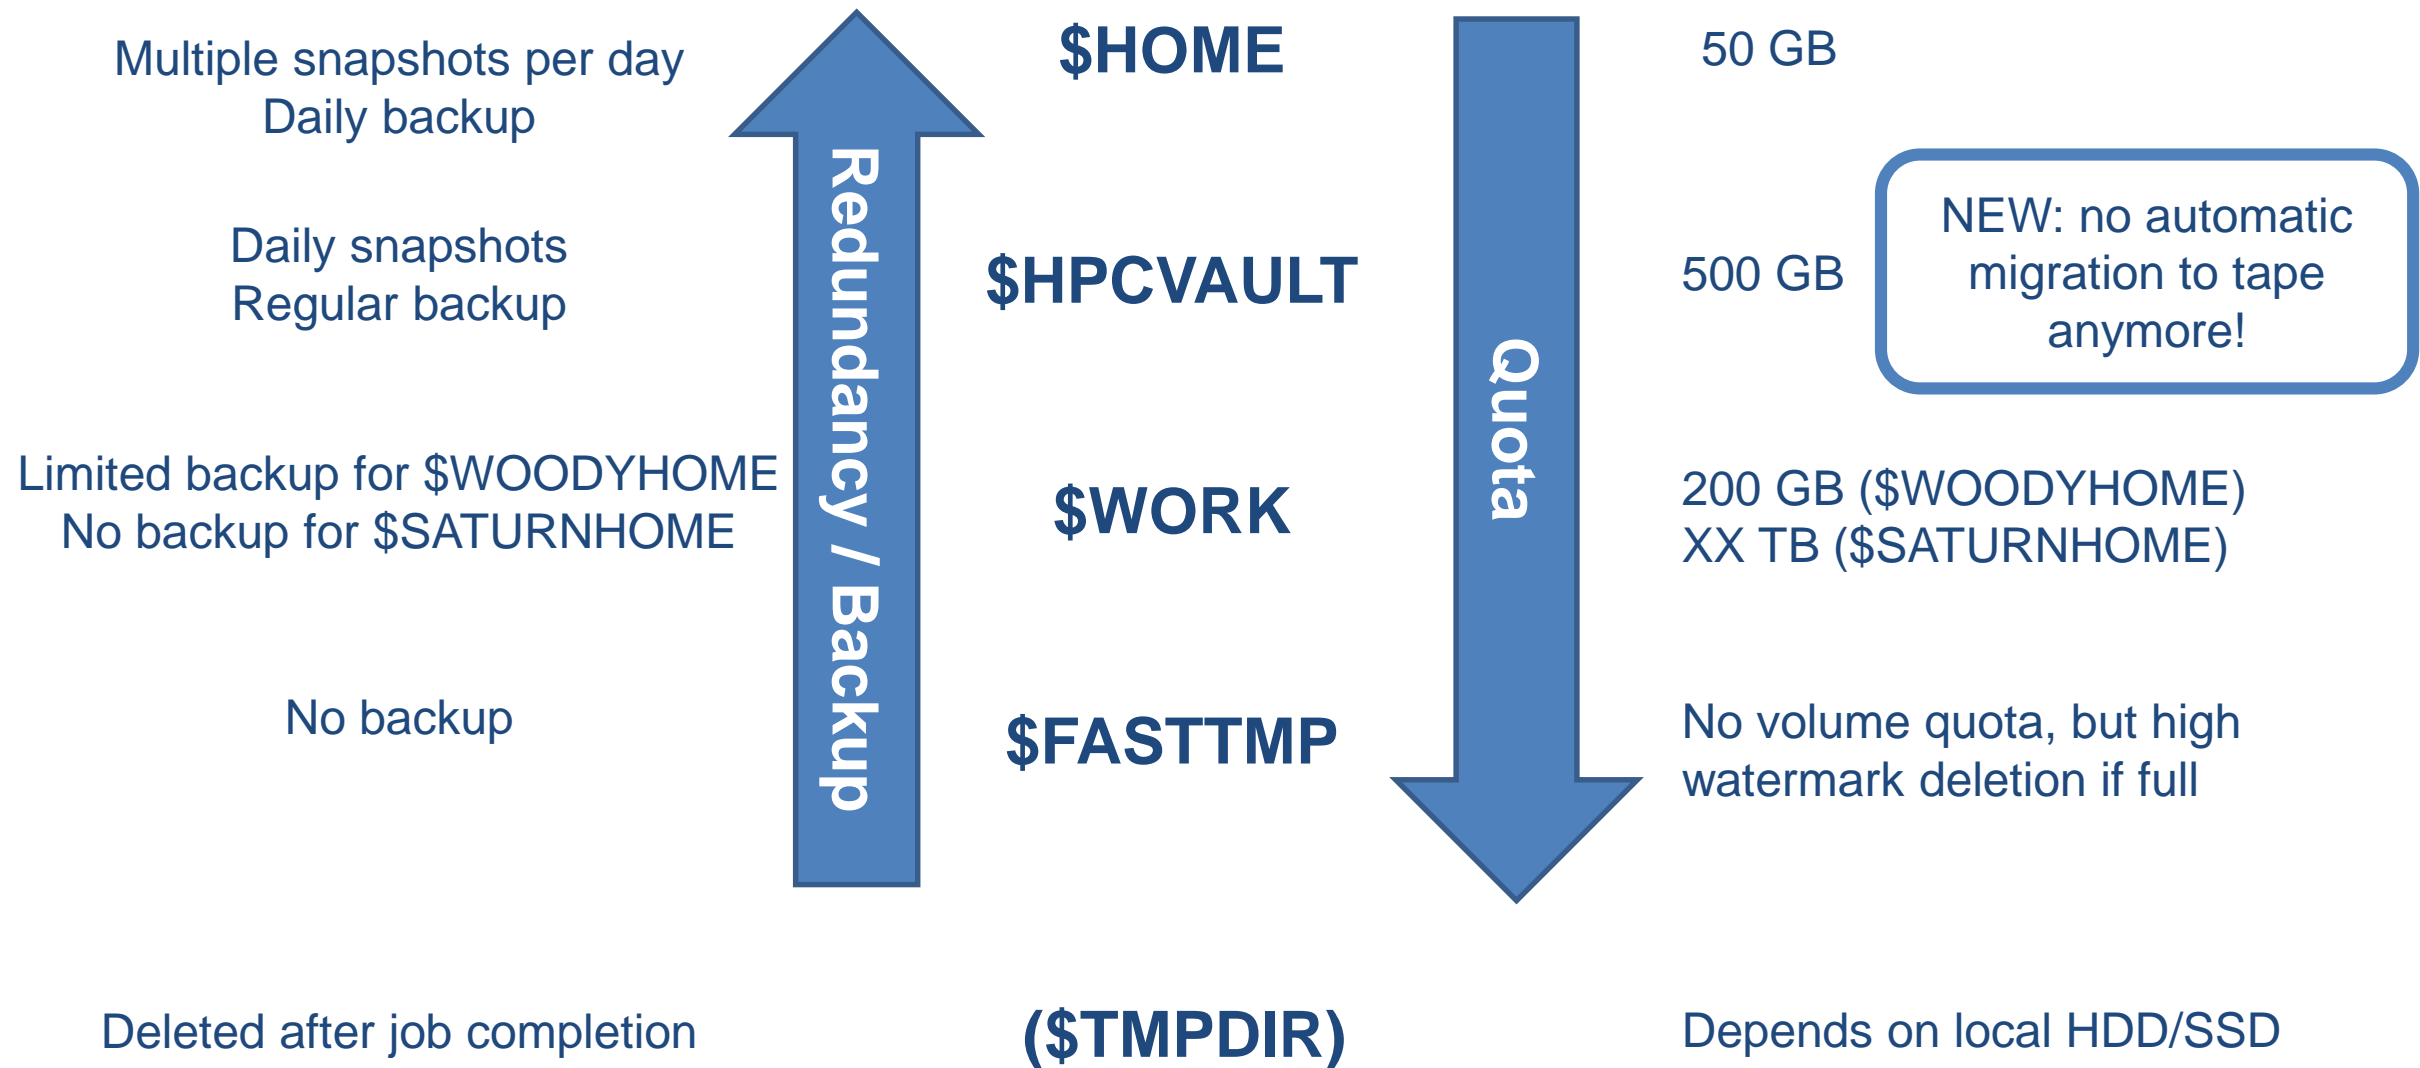 Multiple snapshots per day
Daily backup
$HOME
50 GB
Redundancy / Backup
Quota
Daily snapshots
Regular backup
$HPCVAULT
500 GB
NEW: no automatic
migration to tape
anymore!
Limited backup for $WOODYHOME
No backup for $SATURNHOME
$WORK
200 GB ($WOODYHOME)
XX TB ($SATURNHOME)
No backup
$FASTTMP
No volume quota, but high
watermark deletion if full
Deleted after job completion
($TMPDIR)
Depends on local HDD/SSD